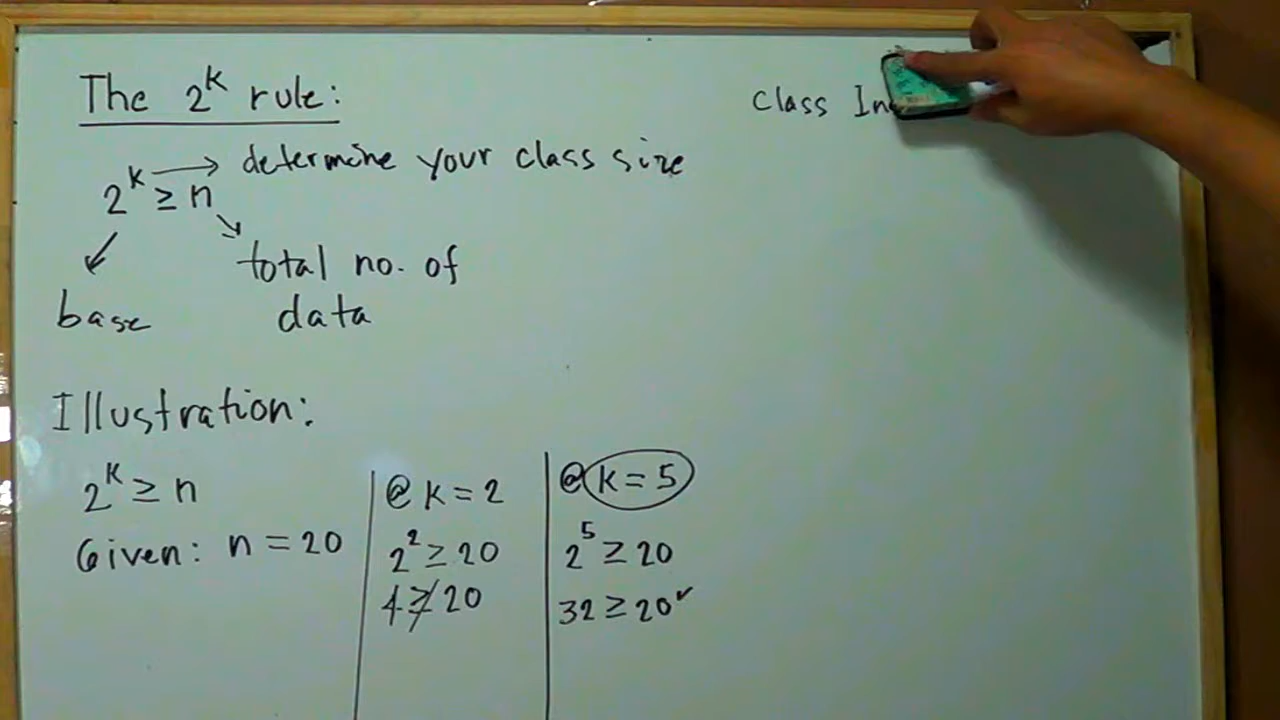 The 2^k rule:
2^k ≥ n → determine your class size
base
total no. of
data
Illustration:
2^k ≥ n
Given: n = 20
@ k = 2
2^2 ≥ 20
4 ≱ 20
@ k = 5
2^5 ≥ 20
32 ≥ 20 ✓
Class In